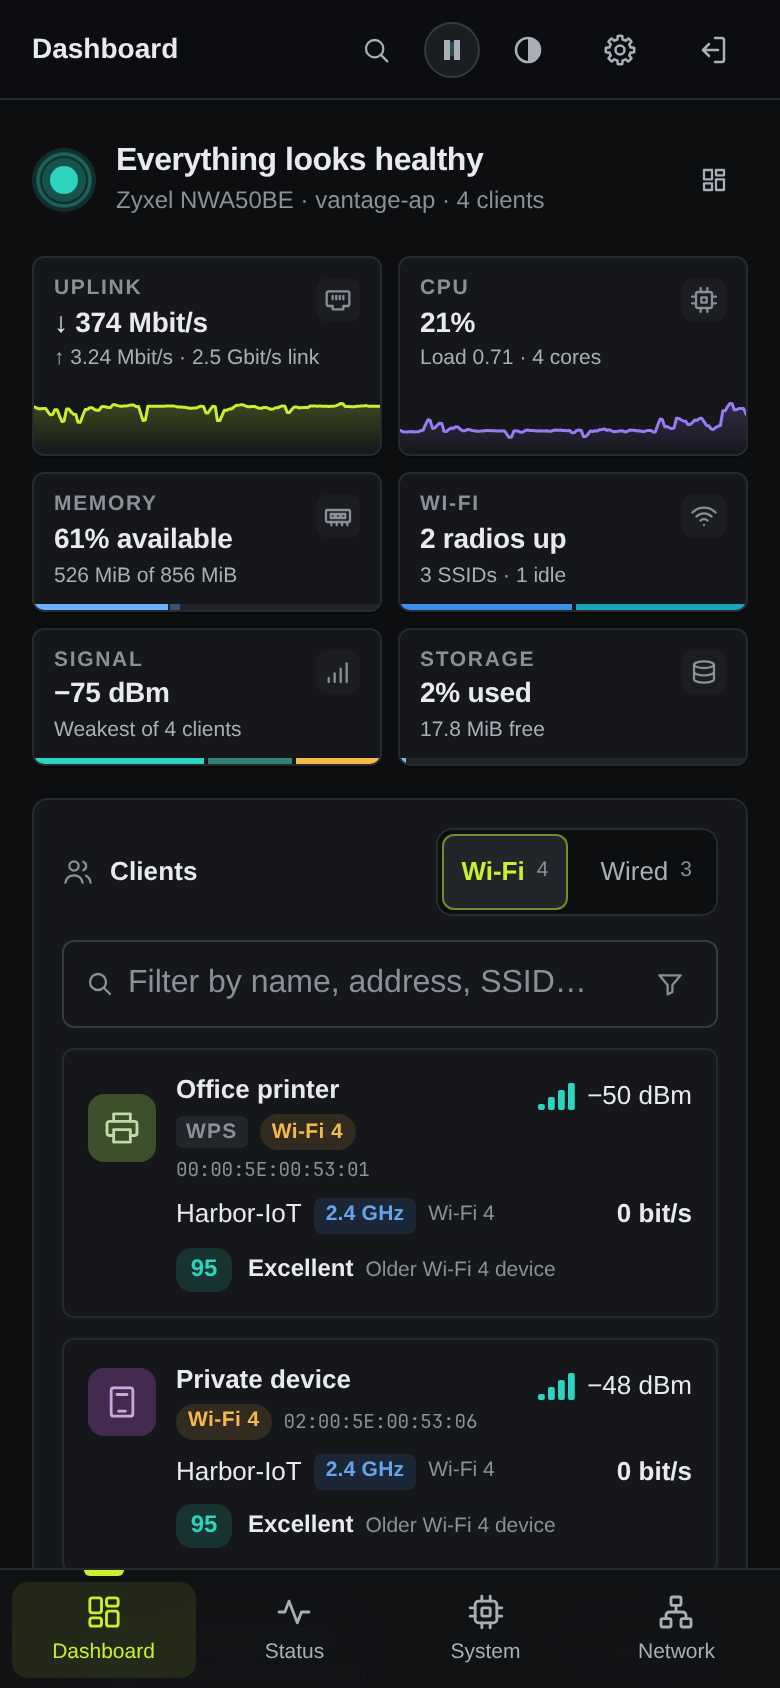 Dashboard
Everything looks healthy
Zyxel NWA50BE · vantage-ap · 4 clients
UPLINK
↓ 374 Mbit/s
↑ 3.24 Mbit/s · 2.5 Gbit/s link
CPU
21%
Load 0.71 · 4 cores
MEMORY
61% available
526 MiB of 856 MiB
WI-FI
2 radios up
3 SSIDs · 1 idle
SIGNAL
−75 dBm
Weakest of 4 clients
STORAGE
2% used
17.8 MiB free
Clients
Wi-Fi 4
Wired 3
Filter by name, address, SSID…
Office printer
−50 dBm
WPS Wi-Fi 4
00:00:5E:00:53:01
Harbor-IoT 2.4 GHz Wi-Fi 4 0 bit/s
95 Excellent Older Wi-Fi 4 device
Private device
−48 dBm
Wi-Fi 4 02:00:5E:00:53:06
Harbor-IoT 2.4 GHz Wi-Fi 4 0 bit/s
95 Excellent Older Wi-Fi 4 device
Dashboard Status System Network